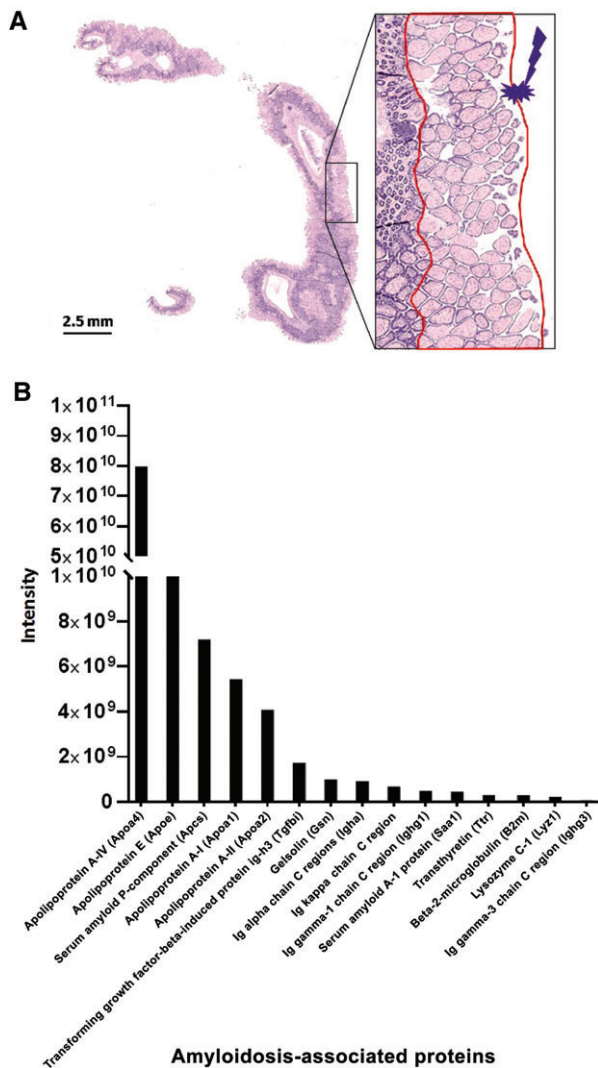 A
2.5 mm
B
Intensity
1× 10¹¹
9× 10¹⁰
8× 10¹⁰
7× 10¹⁰
6× 10¹⁰
5× 10¹⁰
1× 10¹⁰
8× 10⁹
6× 10⁹
4× 10⁹
2× 10⁹
0
Apolipoprotein A-IV (Apoa4)
Apolipoprotein E (Apoe)
Serum amyloid P-component (Apcs)
Apolipoprotein A-I (Apoa1)
Apolipoprotein A-II (Apoa2)
Transforming growth factor-beta-induced protein ig-h3 (Tgfbi)
Gelsolin (Gsn)
Ig alpha chain C regions (Igha)
Ig kappa chain C region
Ig gamma-1 chain C region (Ighg1)
Serum amyloid A-1 protein (Saa1)
Transthyretin (Ttr)
Beta-2-microglobulin (B2m)
Lysozyme C-1 (Lyz1)
Ig gamma-3 chain C region (Ighg3)
Amyloidosis-associated proteins